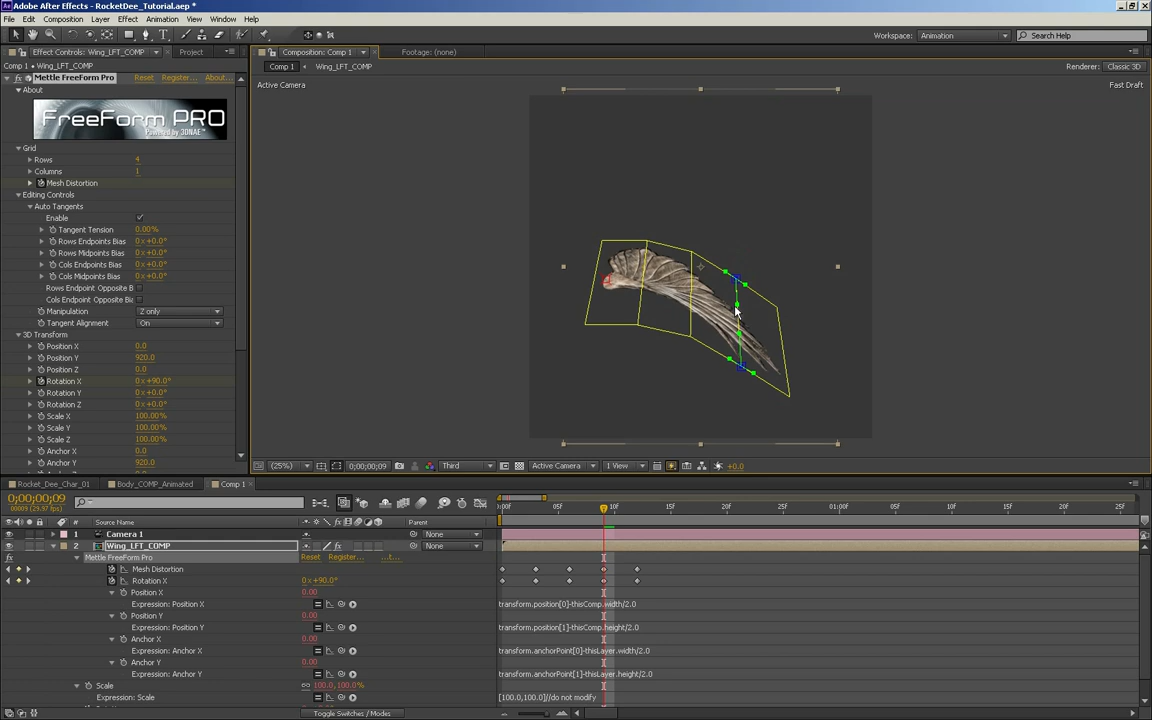 Adobe After Effects - RocketDee_Tutorial.aep *
File Edit Composition Layer Effect Animation View Window Help
Workspace: Animation Search Help
Effect Controls: Wing_LFT_COMP Project
Composition: Comp 1 Footage: (none)
Comp 1 • Wing_LFT_COMP
Comp 1 Wing_LFT_COMP
Renderer: Classic 3D
Active Camera
Fast Draft
Mettle FreeForm Pro Reset Register... About...
About
FreeForm PRO
Powered by 3DNAE™
Grid
Rows 4
Columns 1
Mesh Distortion
Editing Controls
Auto Tangents
Enable
Tangent Tension 0.00%
Rows Endpoints Bias 0x+0.0°
Rows Midpoints Bias 0x+0.0°
Cols Endpoints Bias 0x+0.0°
Cols Midpoints Bias 0x+0.0°
Rows Endpoint Opposite B
Cols Endpoint Opposite Bia
Manipulation Z only
Tangent Alignment On
3D Transform
Position X 0.0
Position Y 920.0
Position Z 0.0
Rotation X 0x+90.0°
Rotation Y 0x+0.0°
Rotation Z 0x+0.0°
Scale X 100.00%
Scale Y 100.00%
Scale Z 100.00%
Anchor X 0.0
Anchor Y 920.0
(25%) 0;00;00;09 Third Active Camera 1 View +0.0
Rocket_Dee_Char_01 Body_COMP_Animated Comp 1
0;00;00;09
00009 (29.97 fps)
:00f 05f 10f 15f 20f 25f 01:00f 05f 10f 15f 20f 25f
# Source Name Parent
1 Camera 1 None
2 Wing_LFT_COMP None
Mettle FreeForm Pro Reset Register... ...t...
Mesh Distortion
Rotation X 0x+90.0°
Position X 0.00
Expression: Position X transform.position[0]-thisComp.width/2.0
Position Y 0.00
Expression: Position Y transform.position[1]-thisComp.height/2.0
Anchor X 0.00
Expression: Anchor X transform.anchorPoint[0]-thisLayer.width/2.0
Anchor Y 0.00
Expression: Anchor Y transform.anchorPoint[1]-thisLayer.height/2.0
Scale 100.0,100.0%
Expression: Scale [100.0,100.0]//do not modify
Toggle Switches / Modes